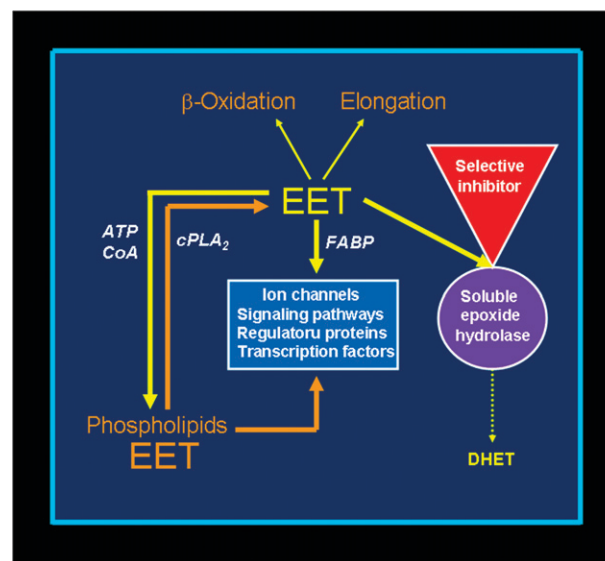 β-Oxidation Elongation
Selective
inhibitor
EET
ATP
CoA
cPLA₂
FABP
Ion channels
Signaling pathways
Regulatoru proteins
Transcription factors
Soluble
epoxide
hydrolase
Phospholipids
EET
DHET